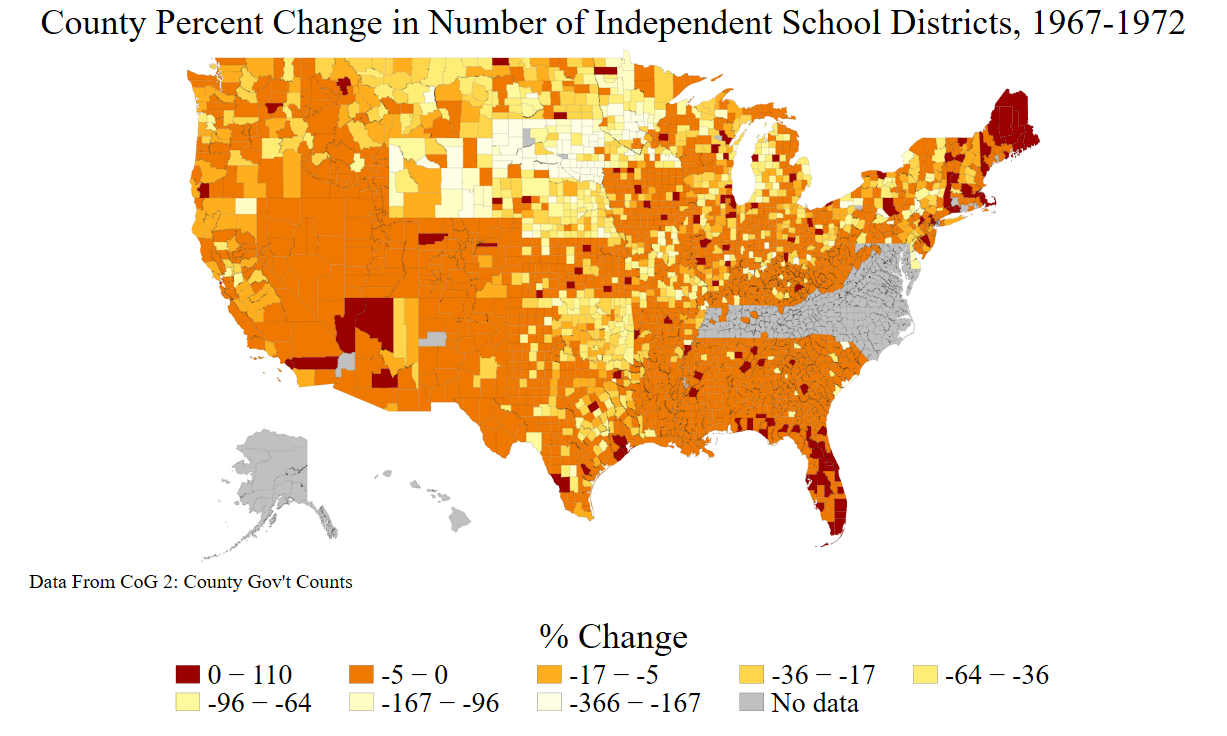 County Percent Change in Number of Independent School Districts, 1967-1972
Data From CoG 2: County Gov't Counts
% Change
0 − 110 -5 − 0 -17 − -5 -36 − -17 -64 − -36
-96 − -64 -167 − -96 -366 − -167 No data